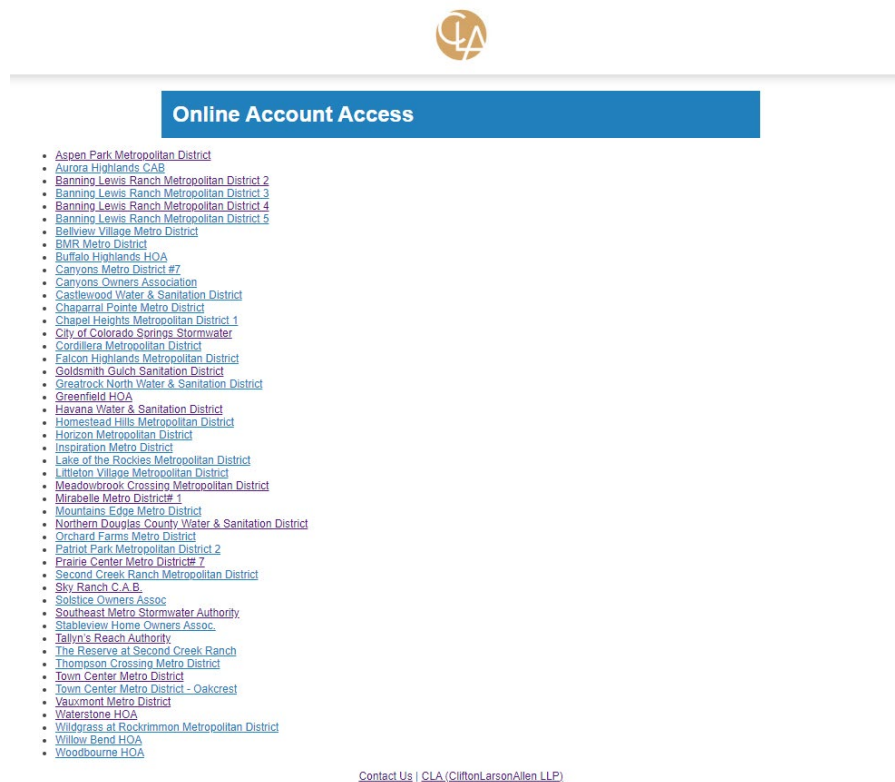 CLA
Online Account Access
Aspen Park Metropolitan District
Aurora Highlands CAB
Banning Lewis Ranch Metropolitan District 2
Banning Lewis Ranch Metropolitan District 3
Banning Lewis Ranch Metropolitan District 4
Banning Lewis Ranch Metropolitan District 5
Bellview Village Metro District
BMR Metro District
Buffalo Highlands HOA
Canyons Metro District #7
Canyons Owners Association
Castlewood Water & Sanitation District
Chaparral Pointe Metro District
Chapel Heights Metropolitan District 1
City of Colorado Springs Stormwater
Cordillera Metropolitan District
Falcon Highlands Metropolitan District
Goldsmith Gulch Sanitation District
Greatrock North Water & Sanitation District
Greenfield HOA
Havana Water & Sanitation District
Homestead Hills Metropolitan District
Horizon Metropolitan District
Inspiration Metro District
Lake of the Rockies Metropolitan District
Littleton Village Metropolitan District
Meadowbrook Crossing Metropolitan District
Mirabelle Metro District# 1
Mountains Edge Metro District
Northern Douglas County Water & Sanitation District
Orchard Farms Metro District
Patriot Park Metropolitan District 2
Prairie Center Metro District# 7
Second Creek Ranch Metropolitan District
Sky Ranch C.A.B.
Solstice Owners Assoc
Southeast Metro Stormwater Authority
Stableview Home Owners Assoc.
Tallyn's Reach Authority
The Reserve at Second Creek Ranch
Thompson Crossing Metro District
Town Center Metro District
Town Center Metro District - Oakcrest
Vauxmont Metro District
Waterstone HOA
Wildgrass at Rockrimmon Metropolitan District
Willow Bend HOA
Woodbourne HOA
Contact Us | CLA (CliftonLarsonAllen LLP)